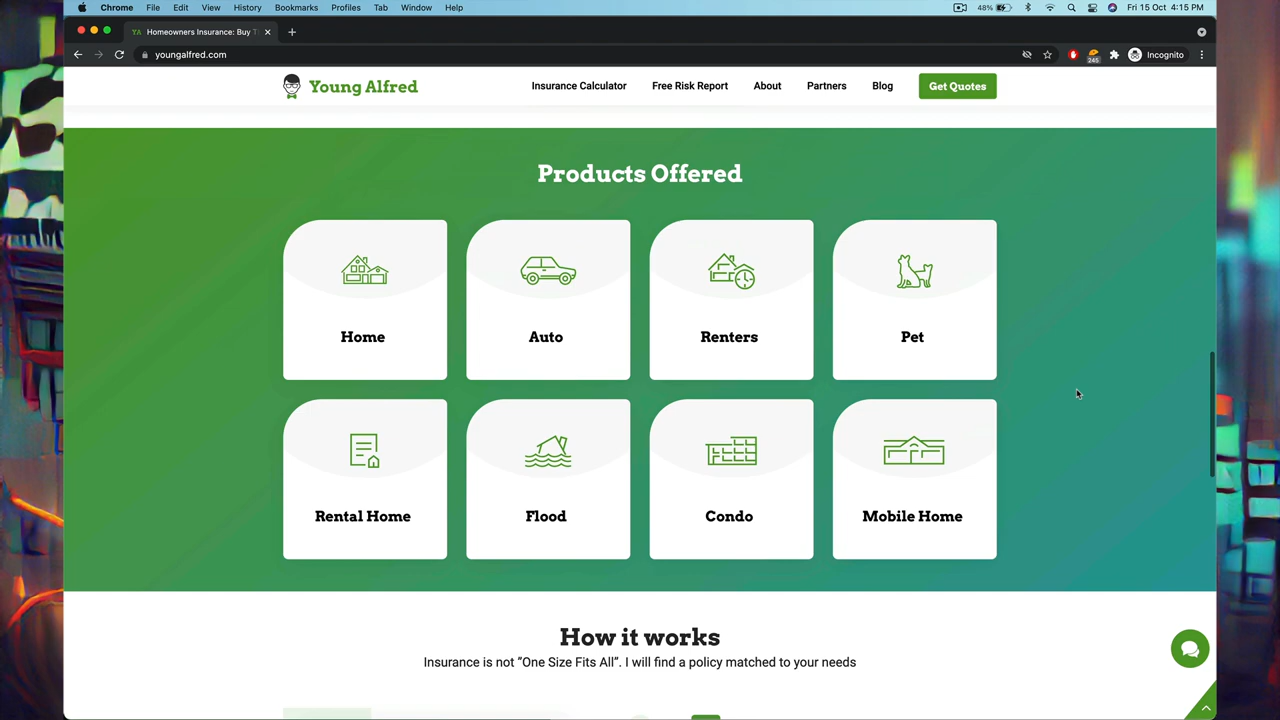 Chrome File Edit View History Bookmarks Profiles Tab Window Help 48% Fri 15 Oct 4:15 PM
YA Homeowners Insurance: Buy T
youngalfred.com 245 Incognito
Young Alfred Insurance Calculator Free Risk Report About Partners Blog Get Quotes
Products Offered
Home Auto Renters Pet
Rental Home Flood Condo Mobile Home
How it works
Insurance is not "One Size Fits All". I will find a policy matched to your needs